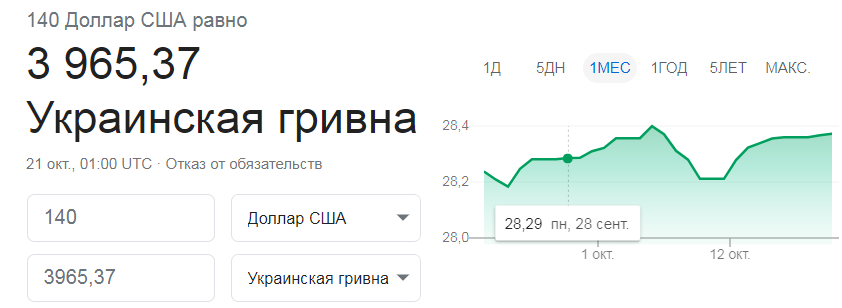 140 Доллар США равно
3 965,37
Украинская гривна
21 окт., 01:00 UTC · Отказ от обязательств
140
Доллар США
3965,37
Украинская гривна
1Д 5ДН 1МЕС 1ГОД 5ЛЕТ МАКС.
28,4
28,2
28,0
28,29 пн, 28 сент.
1 окт. 12 окт.